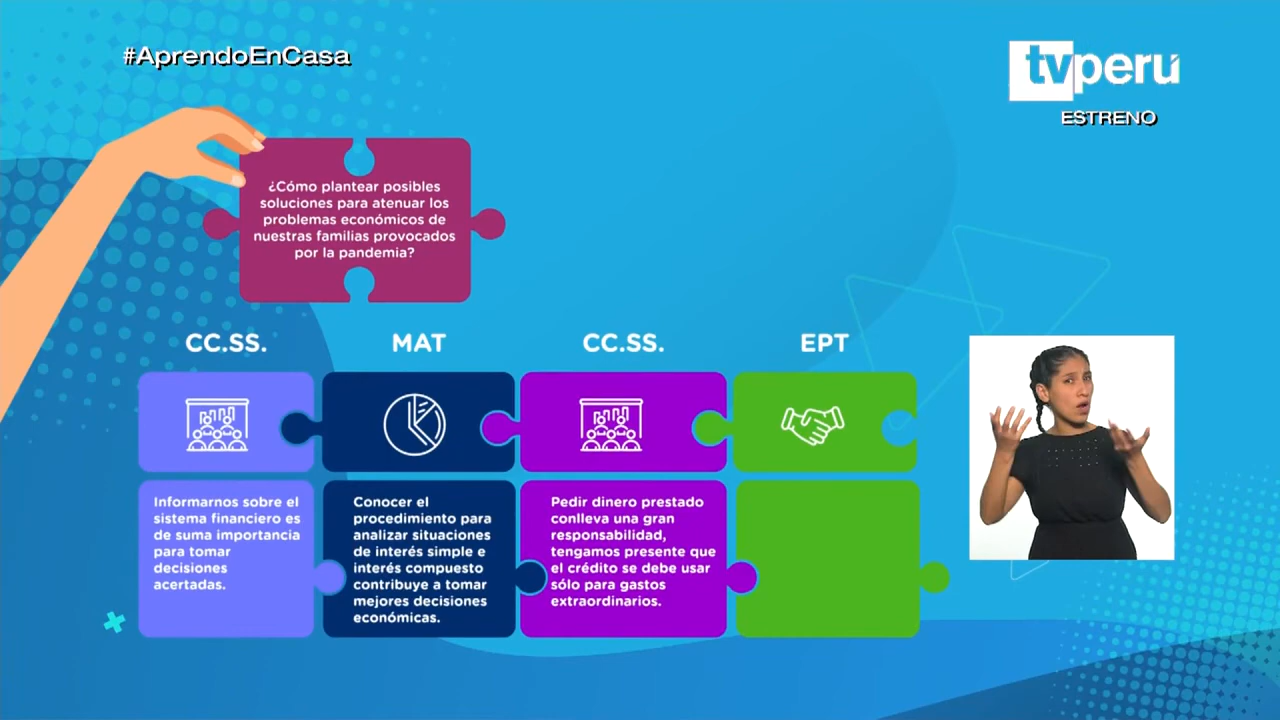 #AprendoEnCasa
tvperú
ESTRENO
¿Cómo plantear posibles
soluciones para atenuar los
problemas económicos de
nuestras familias provocados
por la pandemia?
CC.SS.
MAT
CC.SS.
EPT
Informarnos sobre el
sistema financiero es
de suma importancia
para tomar
decisiones
acertadas.
Conocer el
procedimiento para
analizar situaciones
de interés simple e
interés compuesto
contribuye a tomar
mejores decisiones
económicas.
Pedir dinero prestado
conlleva una gran
responsabilidad,
tengamos presente que
el crédito se debe usar
sólo para gastos
extraordinarios.